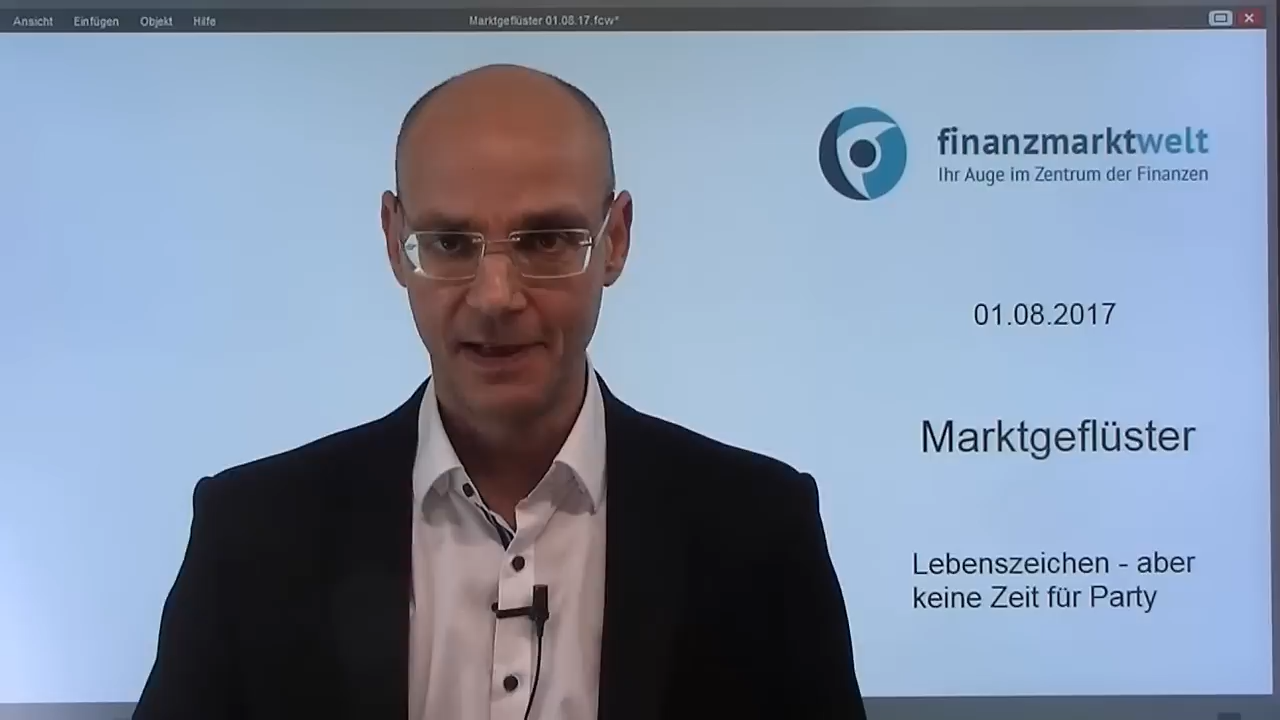 Ansicht Einfügen Objekt Hilfe Marktgeflüster 01.08.17.fcw*
finanzmarktwelt
Ihr Auge im Zentrum der Finanzen
01.08.2017
Marktgeflüster
Lebenszeichen - aber
keine Zeit für Party